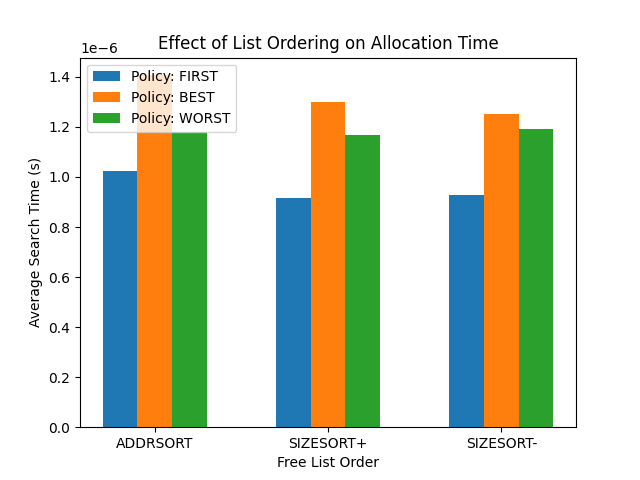 Effect of List Ordering on Allocation Time
1e−6
Policy: FIRST
Policy: BEST
Policy: WORST
Average Search Time (s)
1.4
1.2
1.0
0.8
0.6
0.4
0.2
0.0
ADDRSORT SIZESORT+ SIZESORT-
Free List Order